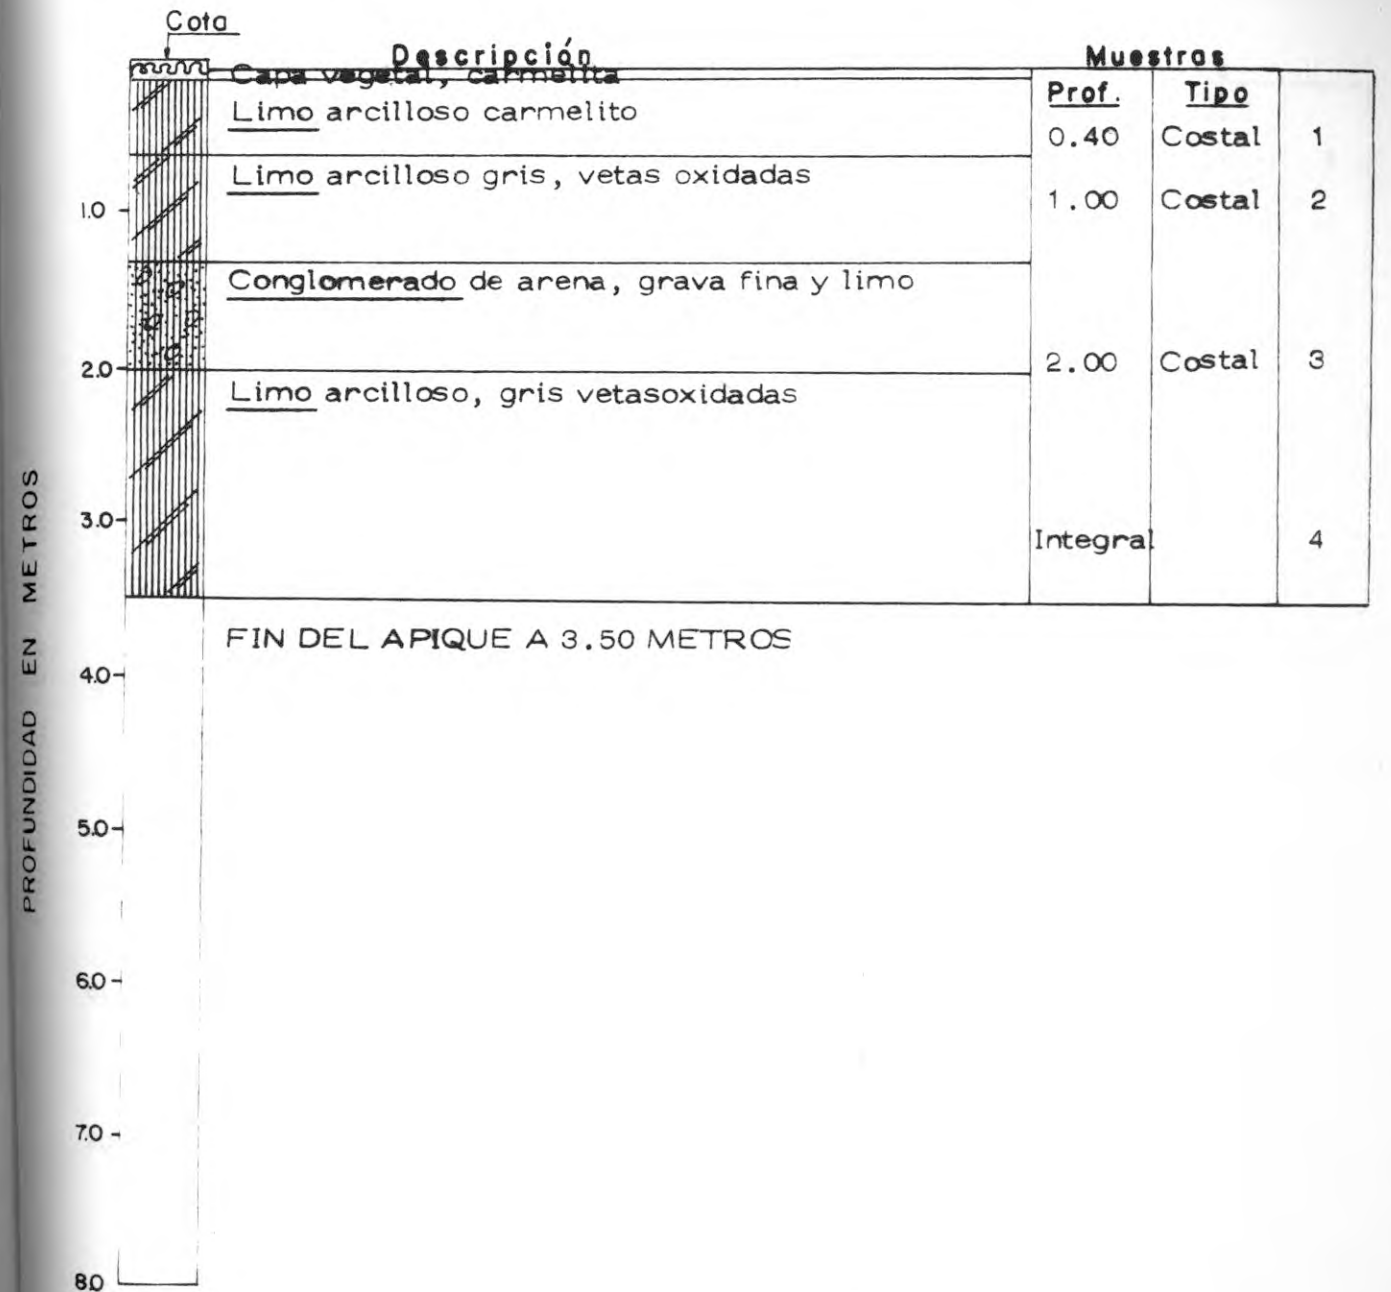 Cota
Descripción Muestras
Capa vegetal, carmelita
Prof. Tipo
Limo arcilloso carmelito
0.40 Costal 1
Limo arcilloso gris, vetas oxidadas
1.00 Costal 2
1.0
Conglomerado de arena, grava fina y limo
2.00 Costal 3
2.0
Limo arcilloso, gris vetasoxidadas
3.0
Integral 4
FIN DEL APIQUE A 3.50 METROS
4.0
5.0
6.0
7.0
8.0
PROFUNDIDAD EN METROS